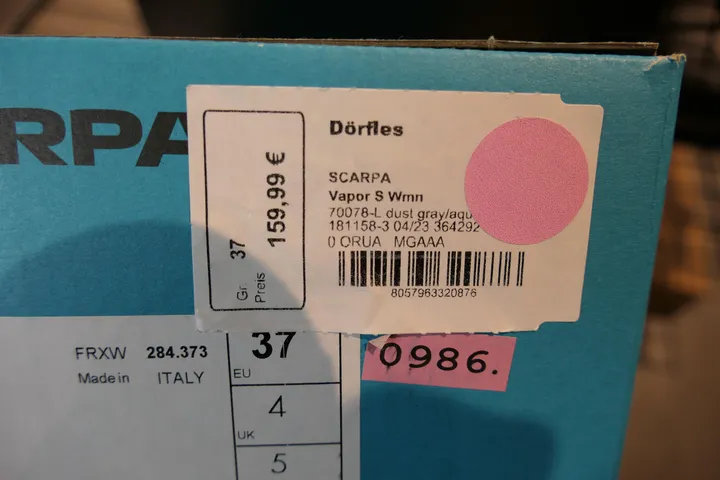 RPA
Dörfles
Gr. 37
Preis 159,99 €
SCARPA
Vapor S Wmn
70078-L dust gray/aqu
181158-3 04/23 364292
0 QRUA MGAAA
8057963320876
FRXW 284.373
Made in ITALY
37
EU
4
UK
5
0986.